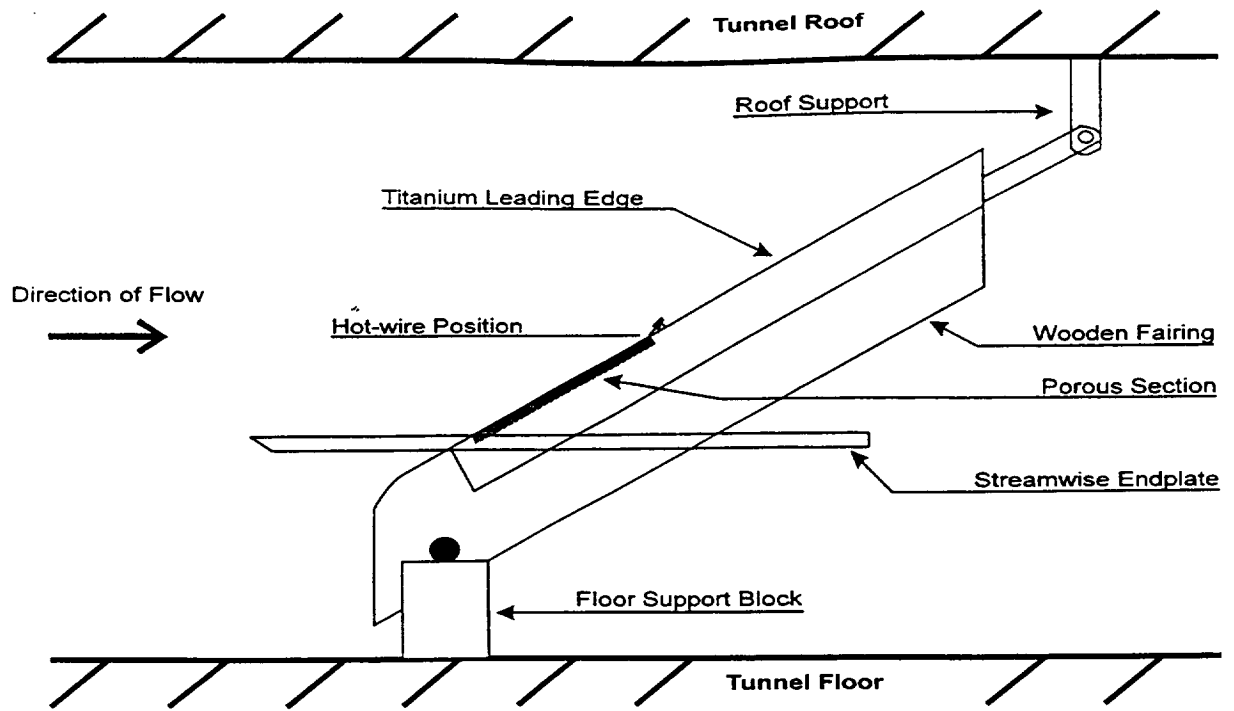 Tunnel Roof
Roof Support
Titanium Leading Edge
Direction of Flow
Hot-wire Position
Wooden Fairing
Porous Section
Streamwise Endplate
Floor Support Block
Tunnel Floor